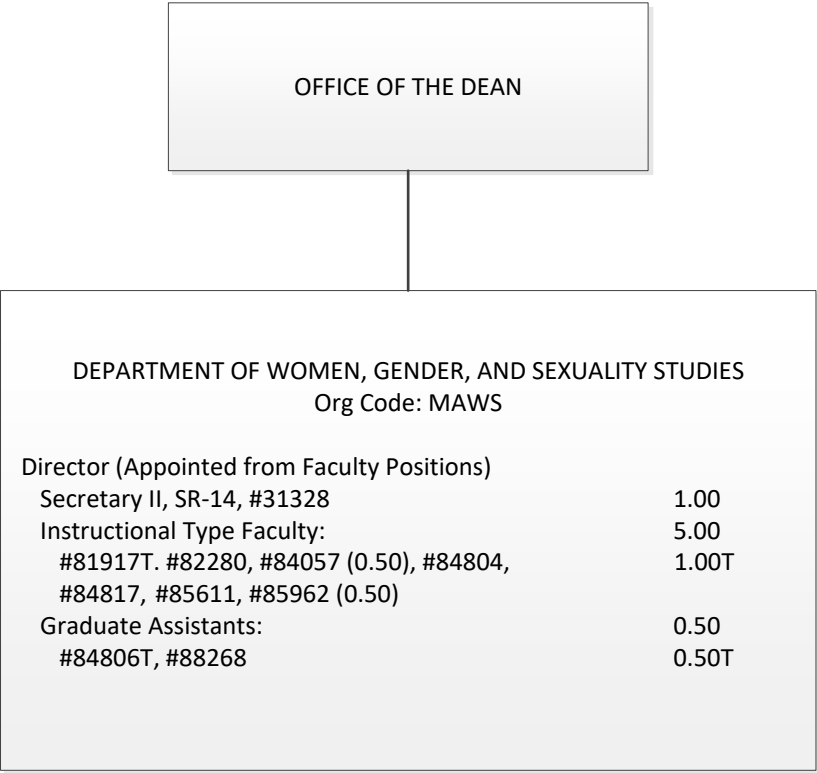 OFFICE OF THE DEAN
DEPARTMENT OF WOMEN, GENDER, AND SEXUALITY STUDIES
Org Code: MAWS
Director (Appointed from Faculty Positions)
Secretary II, SR-14, #31328 1.00
Instructional Type Faculty: 5.00
#81917T. #82280, #84057 (0.50), #84804, 1.00T
#84817, #85611, #85962 (0.50)
Graduate Assistants: 0.50
#84806T, #88268 0.50T